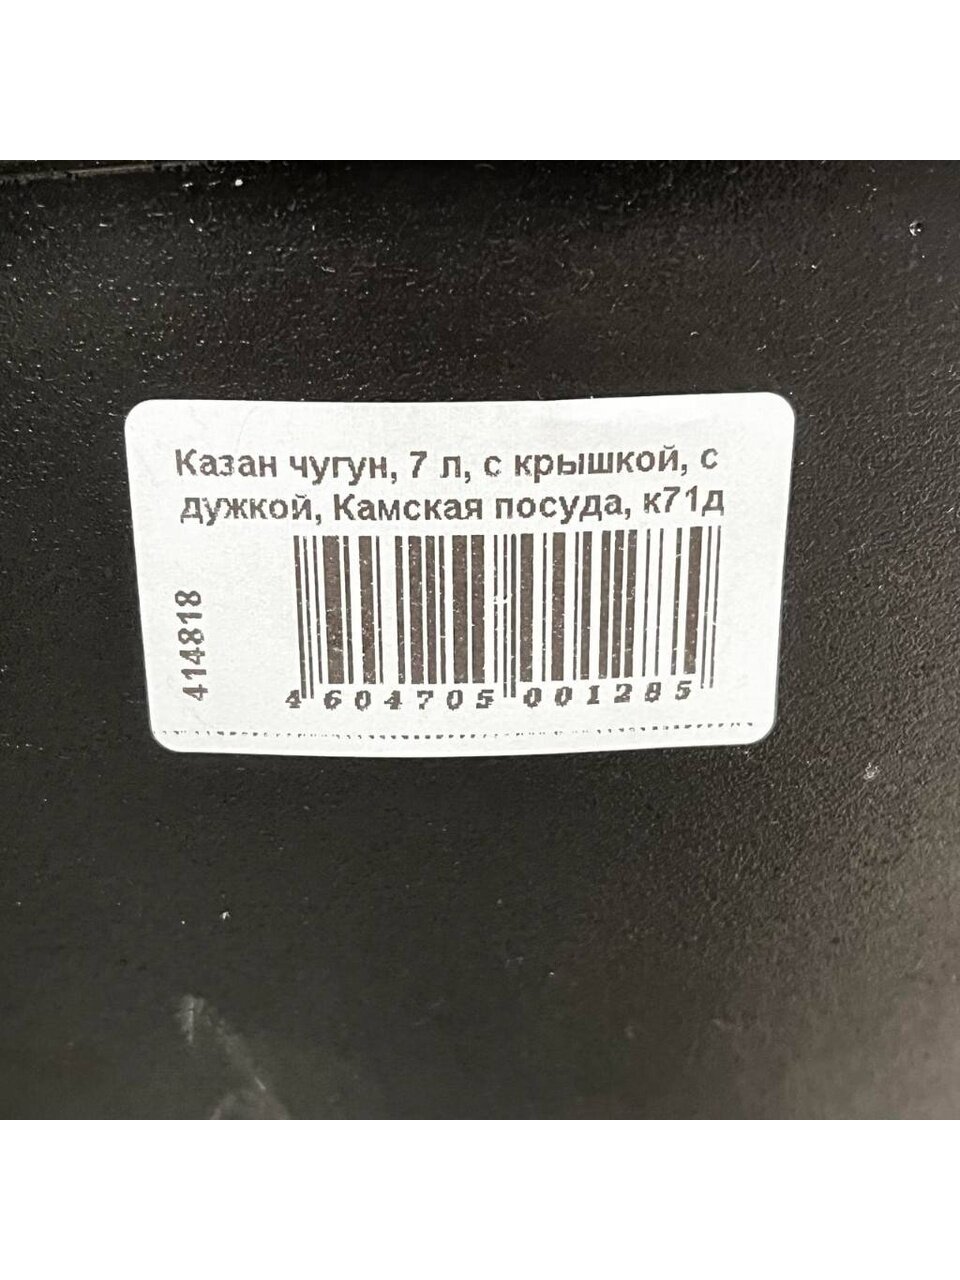 Казан чугун, 7 л, с крышкой, с
дужкой, Камская посуда, к71д
414818
4 604705 001285